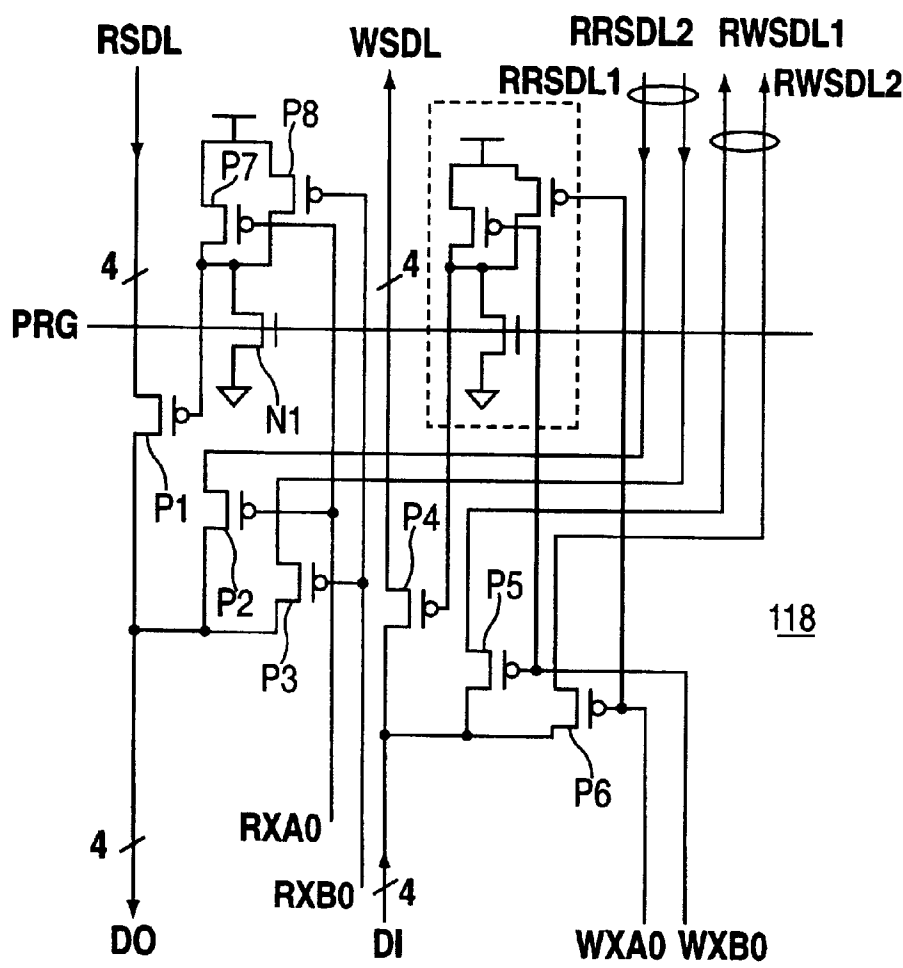 RSDL
WSDL
RRSDL2
RWSDL1
RRSDL1
RWSDL2
P8
P7
4
4
PRG
N1
P1
P4
P2
P5
118
P3
P6
RXA0
4
RXB0
4
DO
DI
WXA0
WXB0